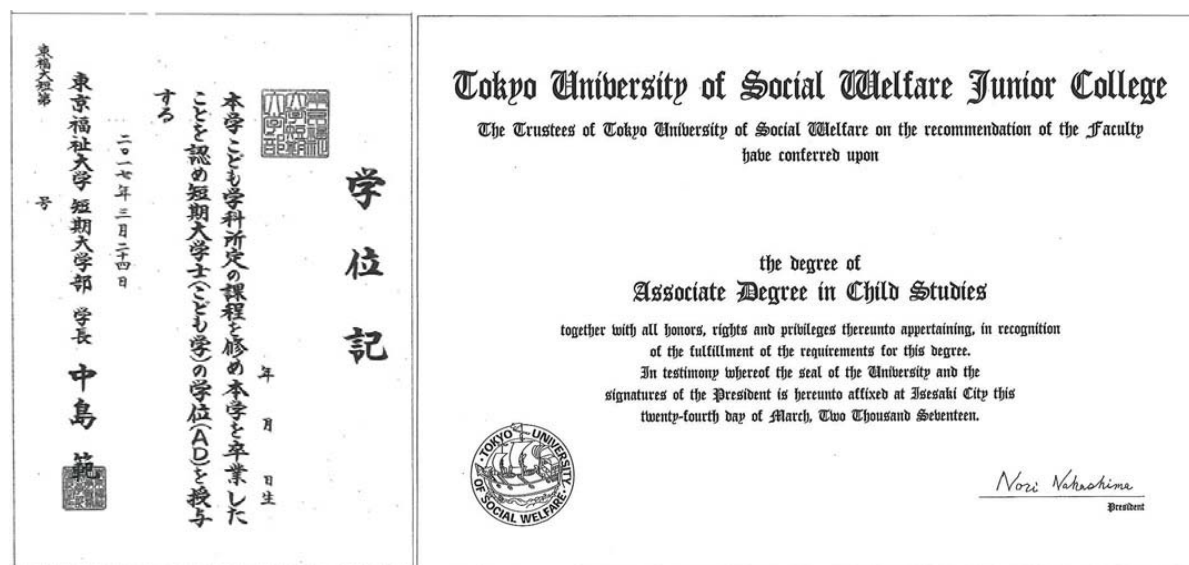 学位記
年 月 日生
本学こども学科所定の課程を修め本学を卒業した
ことを認め短期大学士(こども学)の学位(AD)を授与
する
二〇一七年三月二十四日
東京福祉大学 短期大学部 学長 中島 範
東福大短第 号
Tokyo University of Social Welfare Junior College
The Trustees of Tokyo University of Social Welfare on the recommendation of the Faculty
have conferred upon
the degree of
Associate Degree in Child Studies
together with all honors, rights and privileges thereunto appertaining, in recognition
of the fulfillment of the requirements for this degree.
In testimony whereof the seal of the University and the
signatures of the President is hereunto affixed at Isesaki City this
twenty-fourth day of March, Two Thousand Seventeen.
TOKYO UNIVERSITY
OF SOCIAL WELFARE
Nori Nakashima
President